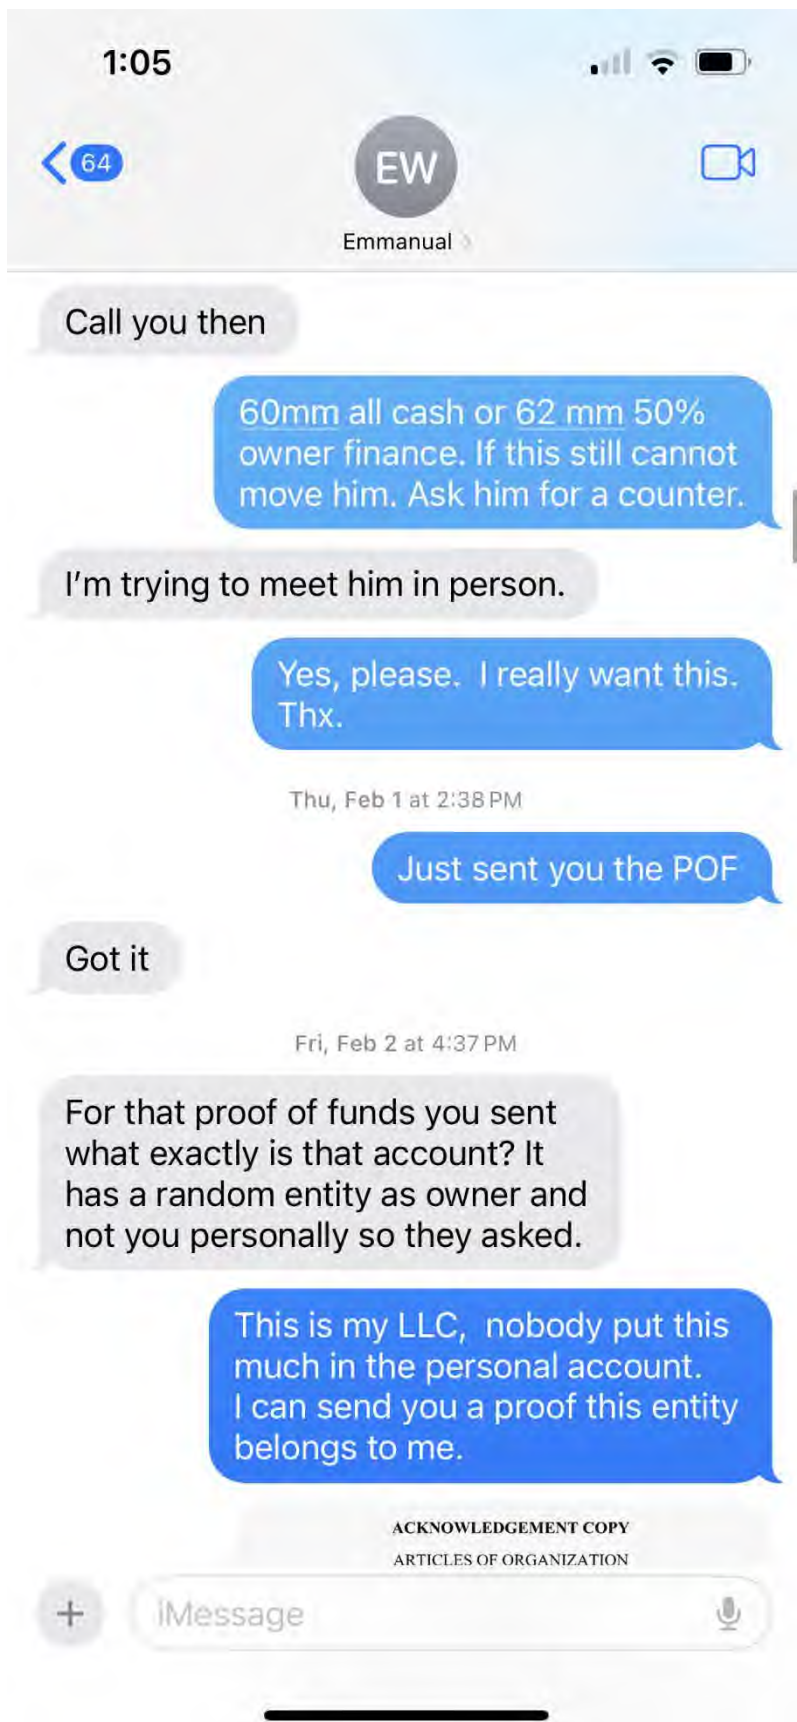 1:05
64
EW
Emmanual
Call you then
60mm all cash or 62 mm 50%
owner finance. If this still cannot
move him. Ask him for a counter.
I'm trying to meet him in person.
Yes, please.  I really want this.
Thx.
Thu, Feb 1 at 2:38 PM
Just sent you the POF
Got it
Fri, Feb 2 at 4:37 PM
For that proof of funds you sent
what exactly is that account? It
has a random entity as owner and
not you personally so they asked.
This is my LLC,  nobody put this
much in the personal account.
I can send you a proof this entity
belongs to me.
ACKNOWLEDGEMENT COPY
ARTICLES OF ORGANIZATION
iMessage